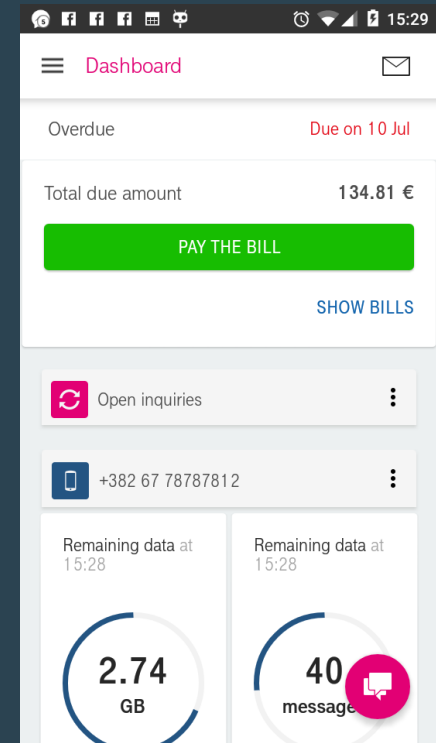 15:29
Dashboard
Overdue
Due on 10 Jul
Total due amount
134.81 €
PAY THE BILL
SHOW BILLS
Open inquiries
+382 67 78787812
Remaining data at
15:28
Remaining data at
15:28
2.74
GB
40
message